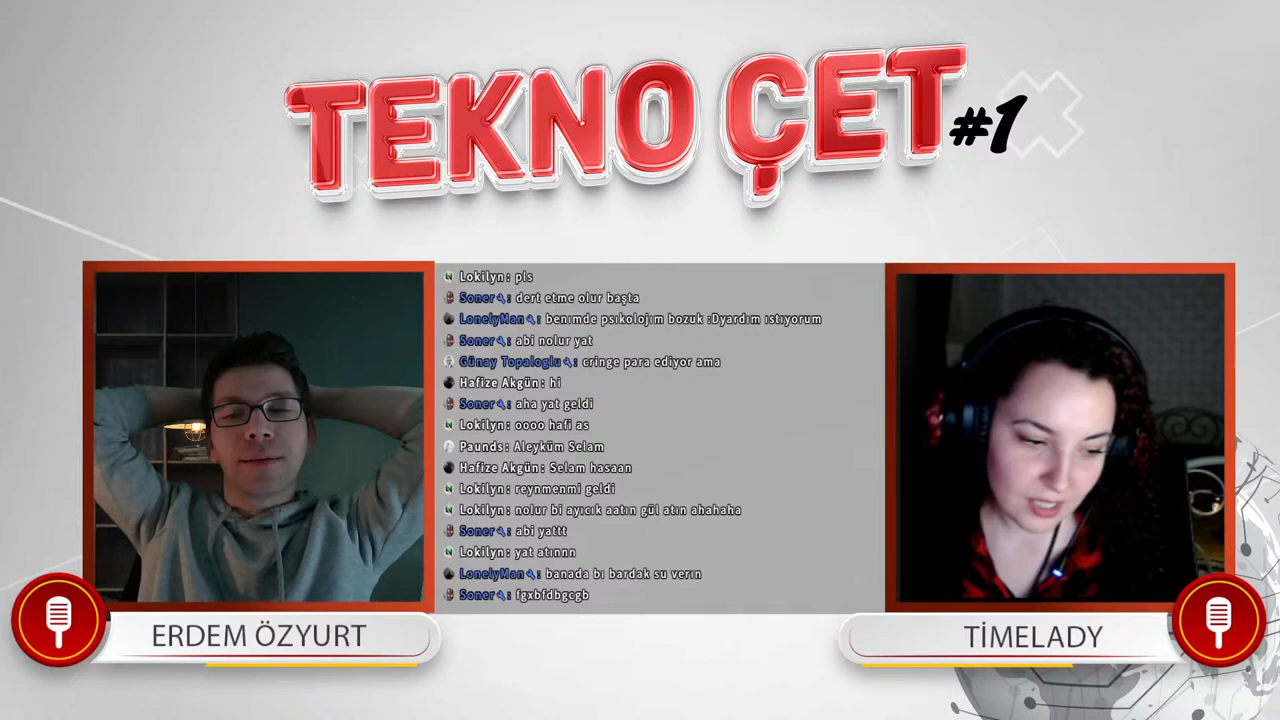 TEKNO ÇET
#1
Lokilyn: pls
Soner: dert etme olur başta
LonelyMan: benımde psıkolojım bozuk :Dyardım ıstıyorum
Soner: abi nolur yat
Günay Topaloglu: cringe para ediyor ama
Hafize Akgün: hi
Soner: aha yat geldi
Lokilyn: oooo hafi as
Paunds: Aleyküm Selam
Hafize Akgün: Selam hasaan
Lokilyn: reynmenmi geldi
Lokilyn: nolur bi ayıcık aatın gül atın ahahaha
Soner: abi yattt
Lokilyn: yat atınnn
LonelyMan: banada bı bardak su verın
Soner: fgxbfdbgcgb
ERDEM ÖZYURT
TİMELADY